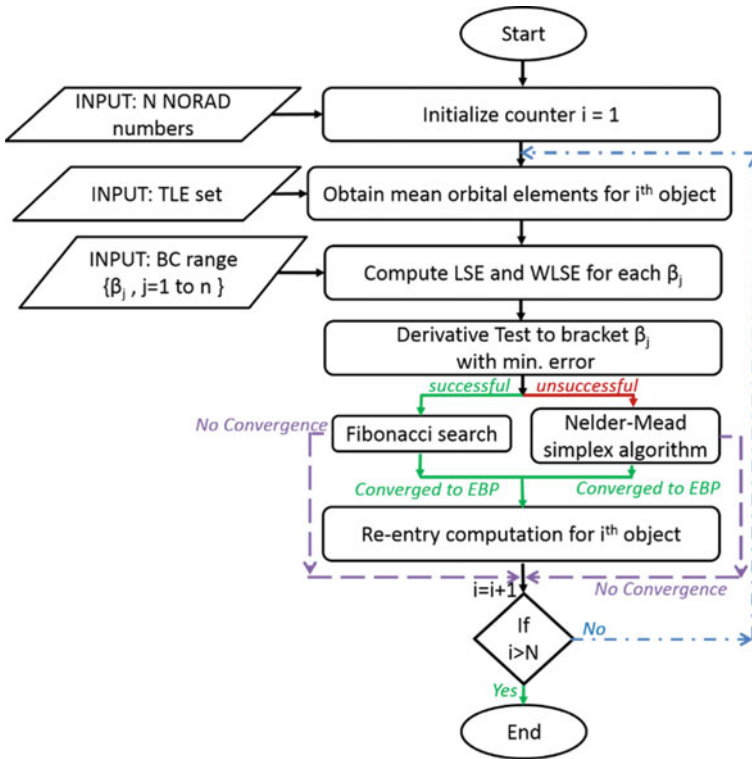 Start
INPUT: N NORAD
numbers
Initialize counter i = 1
INPUT: TLE set
Obtain mean orbital elements for iᵗʰ object
INPUT: BC range
{βⱼ , j=1 to n }
Compute LSE and WLSE for each βⱼ
Derivative Test to bracket βⱼ
with min. error
successful
unsuccessful
No Convergence
Fibonacci search
Nelder-Mead
simplex algorithm
Converged to EBP
Converged to EBP
Re-entry computation for iᵗʰ object
No Convergence
i=i+1
If
i>N
No
Yes
End